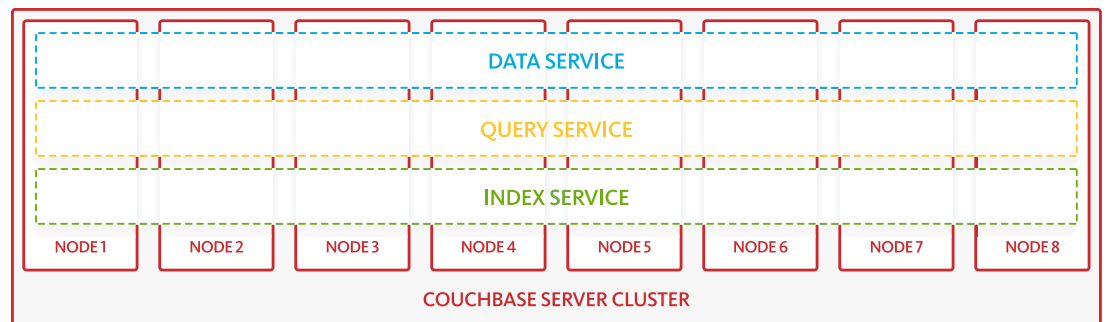 DATA SERVICE
QUERY SERVICE
INDEX SERVICE
NODE 1 NODE 2 NODE 3 NODE 4 NODE 5 NODE 6 NODE 7 NODE 8
COUCHBASE SERVER CLUSTER